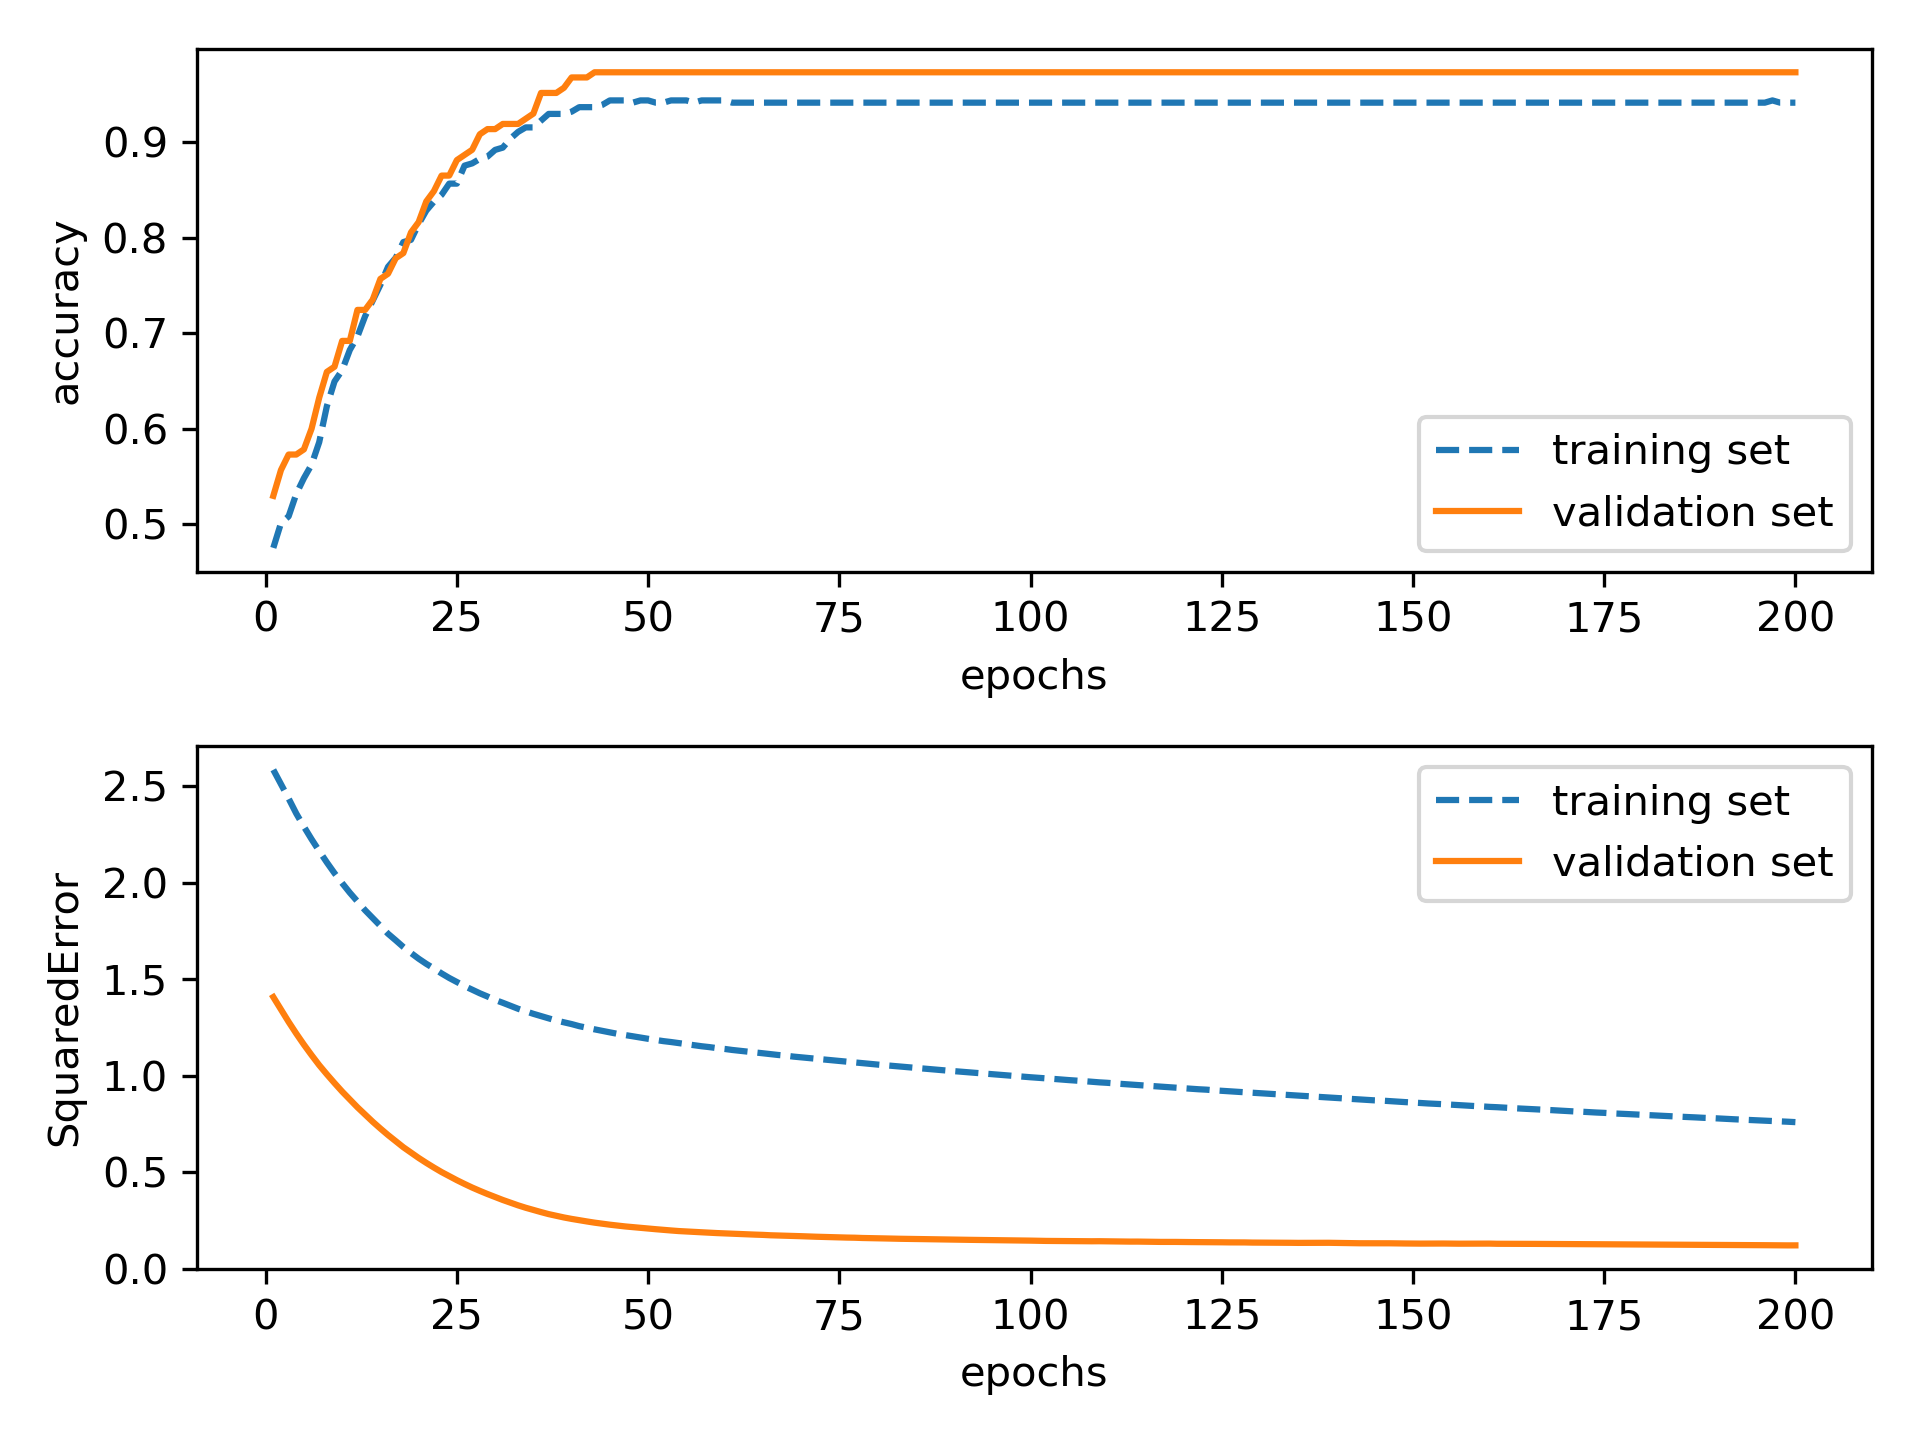 accuracy
0.9
0.8
0.7
0.6
0.5
training set
validation set
0 25 50 75 100 125 150 175 200
epochs
SquaredError
2.5
2.0
1.5
1.0
0.5
0.0
training set
validation set
0 25 50 75 100 125 150 175 200
epochs